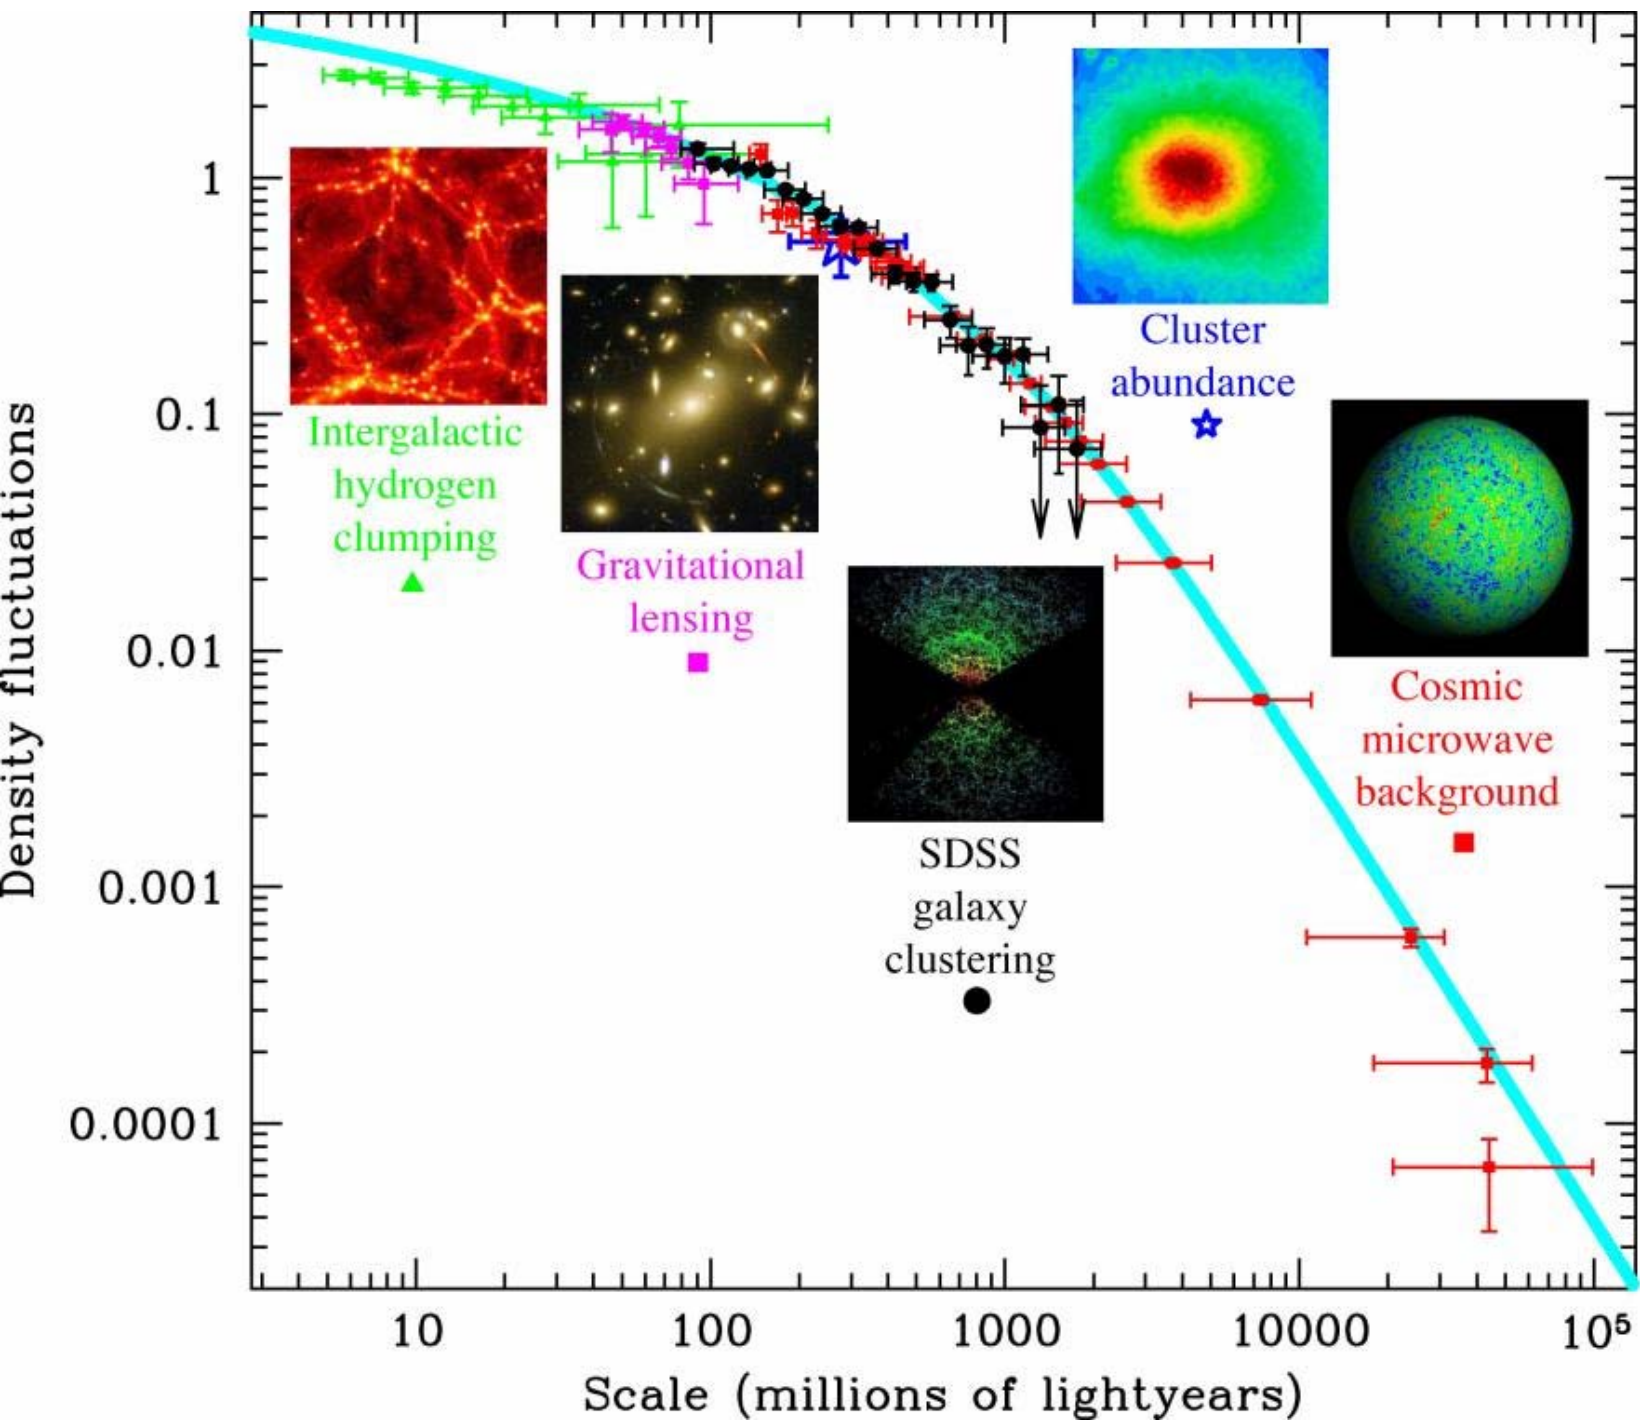 Density fluctuations
1
0.1
0.01
0.001
0.0001
Intergalactic
hydrogen
clumping
Gravitational
lensing
SDSS
galaxy
clustering
Cluster
abundance
Cosmic
microwave
background
10 100 1000 10000 10⁵
Scale (millions of lightyears)